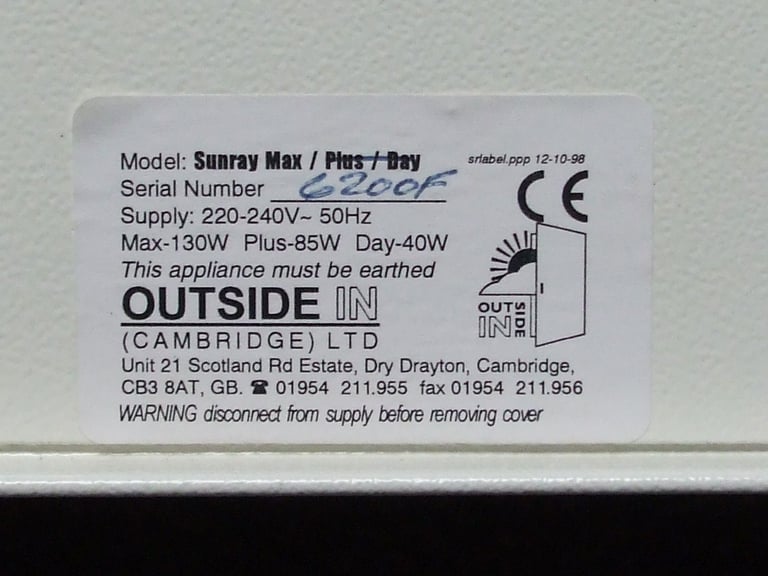 Model: Sunray Max / Plus / Day
srlabel.ppp 12-10-98
Serial Number 6200F
CE
Supply: 220-240V~ 50Hz
Max-130W Plus-85W Day-40W
This appliance must be earthed
OUTSIDE IN
OUTSIDE IN
(CAMBRIDGE) LTD
Unit 21 Scotland Rd Estate, Dry Drayton, Cambridge,
CB3 8AT, GB. ☎ 01954 211.955 fax 01954 211.956
WARNING disconnect from supply before removing cover